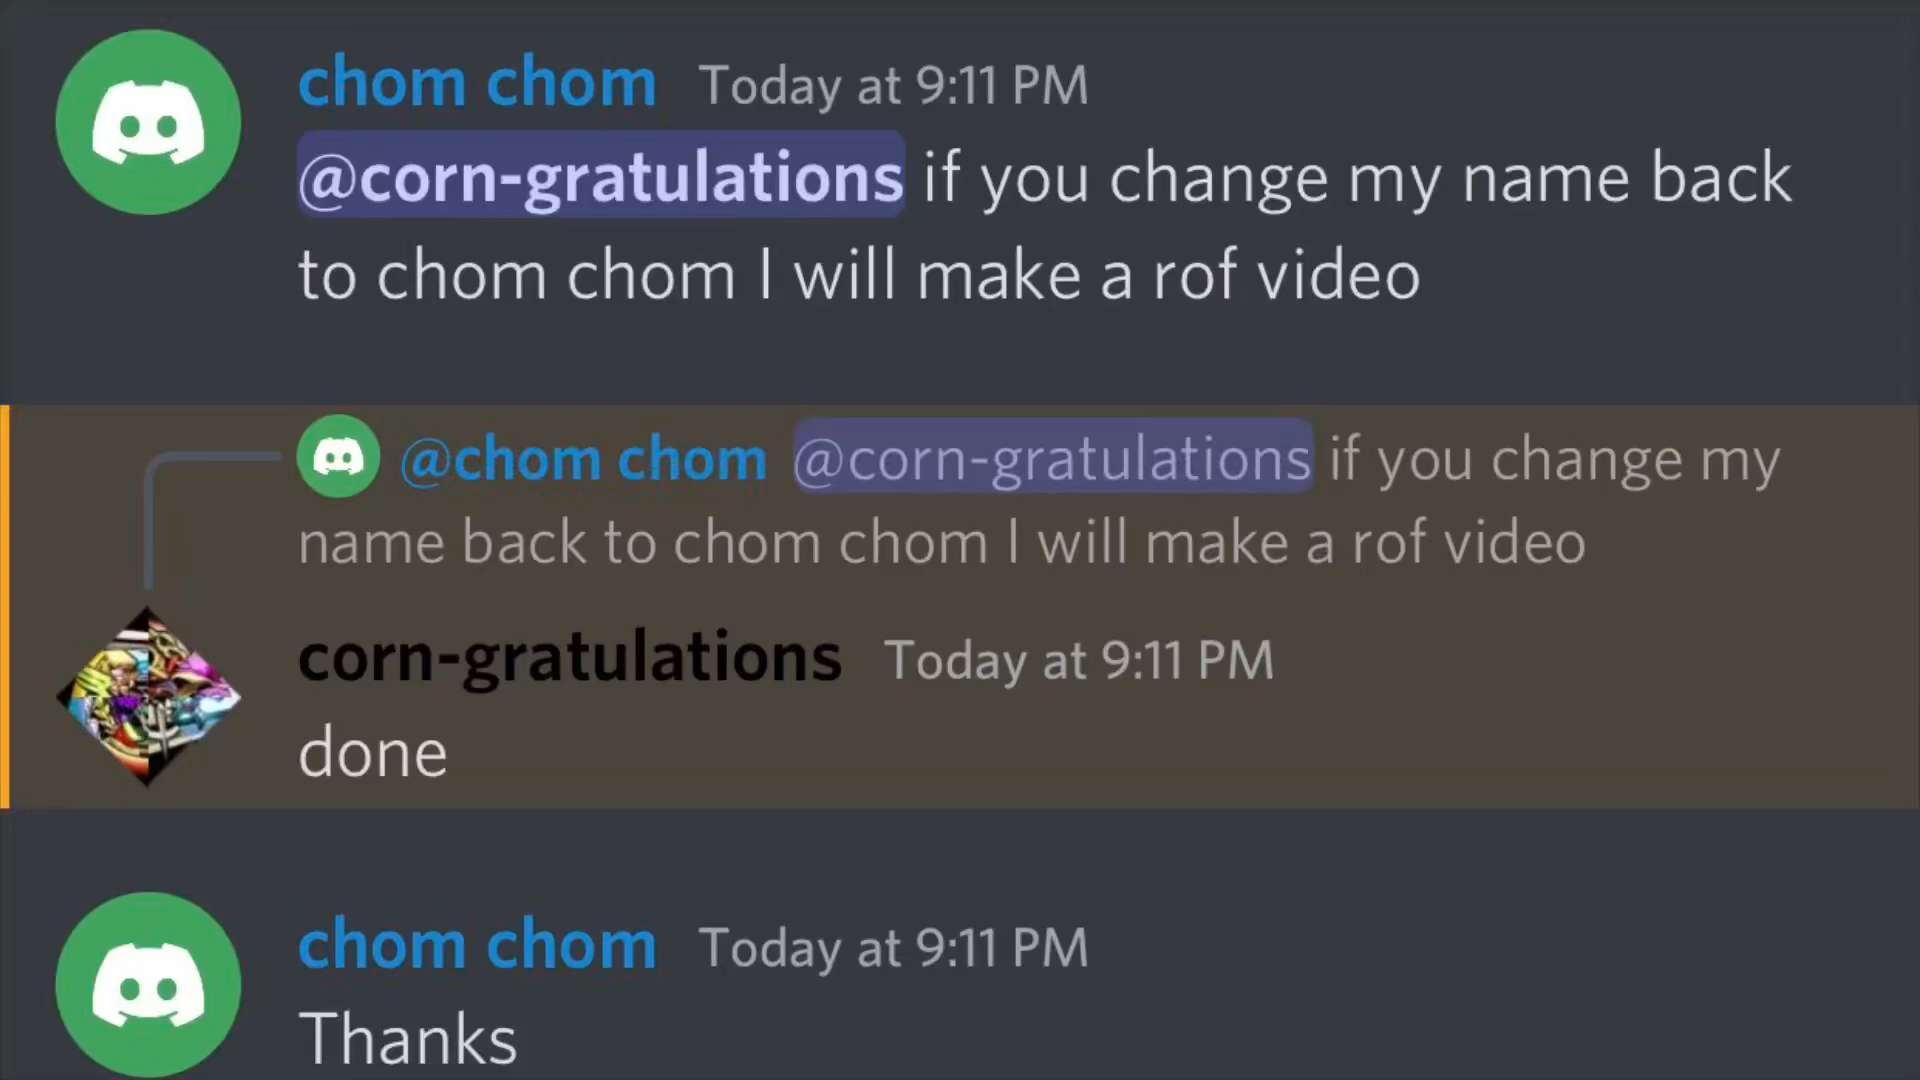 chom chom Today at 9:11 PM
@corn-gratulations if you change my name back
to chom chom I will make a rof video
@chom chom @corn-gratulations if you change my
name back to chom chom I will make a rof video
corn-gratulations Today at 9:11 PM
done
chom chom Today at 9:11 PM
Thanks